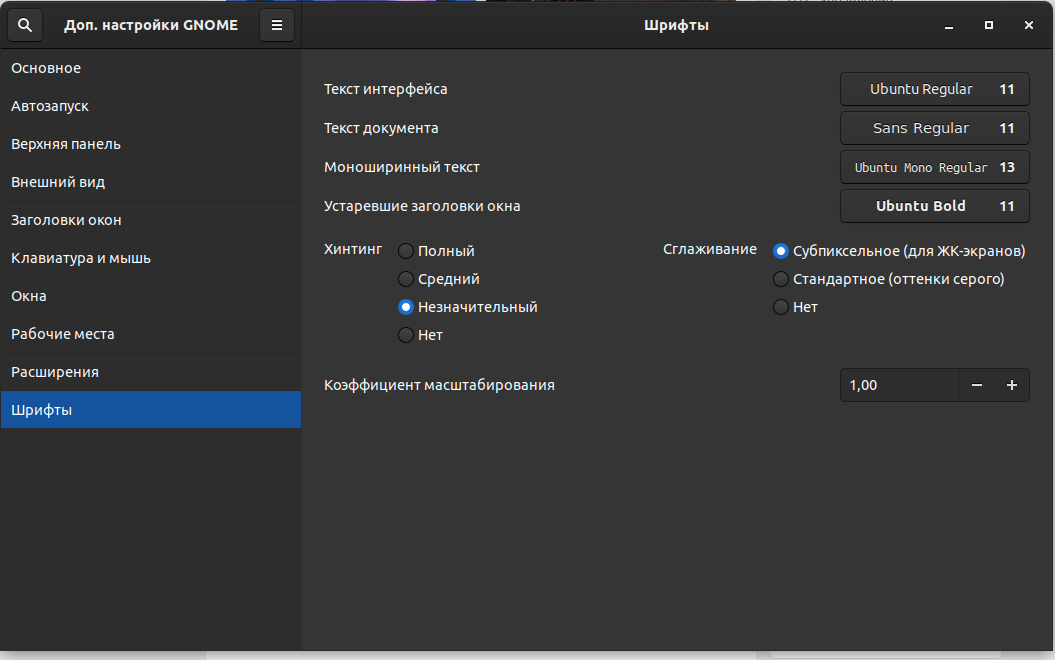 Доп. настройки GNOME
Шрифты
Основное
Автозапуск
Верхняя панель
Внешний вид
Заголовки окон
Клавиатура и мышь
Окна
Рабочие места
Расширения
Шрифты
Текст интерфейса Ubuntu Regular 11
Текст документа Sans Regular 11
Моноширинный текст Ubuntu Mono Regular 13
Устаревшие заголовки окна Ubuntu Bold 11
Хинтинг
Полный
Средний
Незначительный
Нет
Сглаживание
Субпиксельное (для ЖК-экранов)
Стандартное (оттенки серого)
Нет
Коэффициент масштабирования 1,00 − +